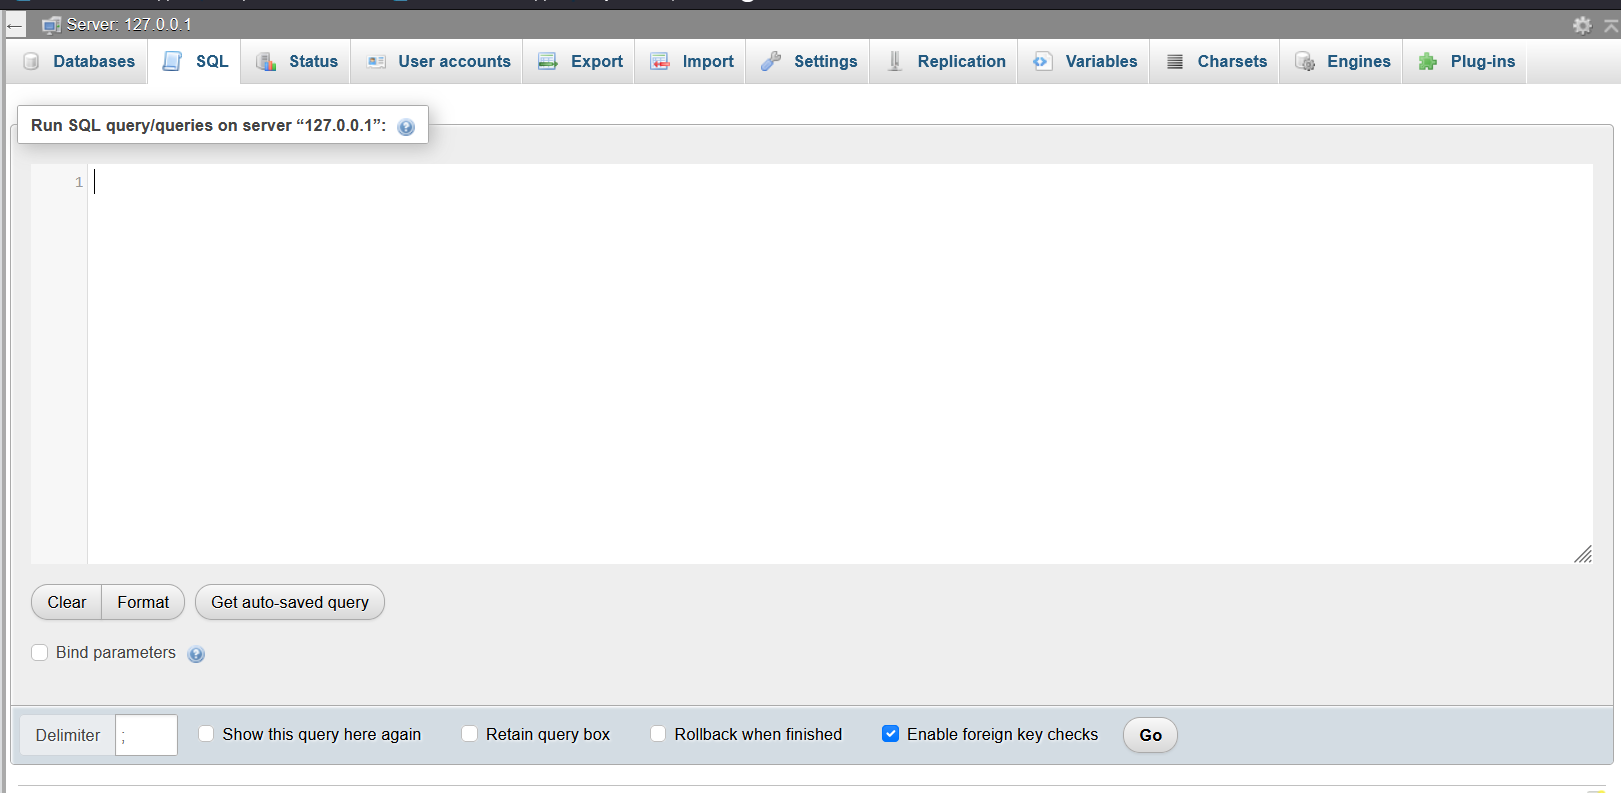 Server: 127.0.0.1
Databases SQL Status User accounts Export Import Settings Replication Variables Charsets Engines Plug-ins
Run SQL query/queries on server “127.0.0.1”:
1
Clear Format Get auto-saved query
Bind parameters
Delimiter ; Show this query here again Retain query box Rollback when finished Enable foreign key checks Go